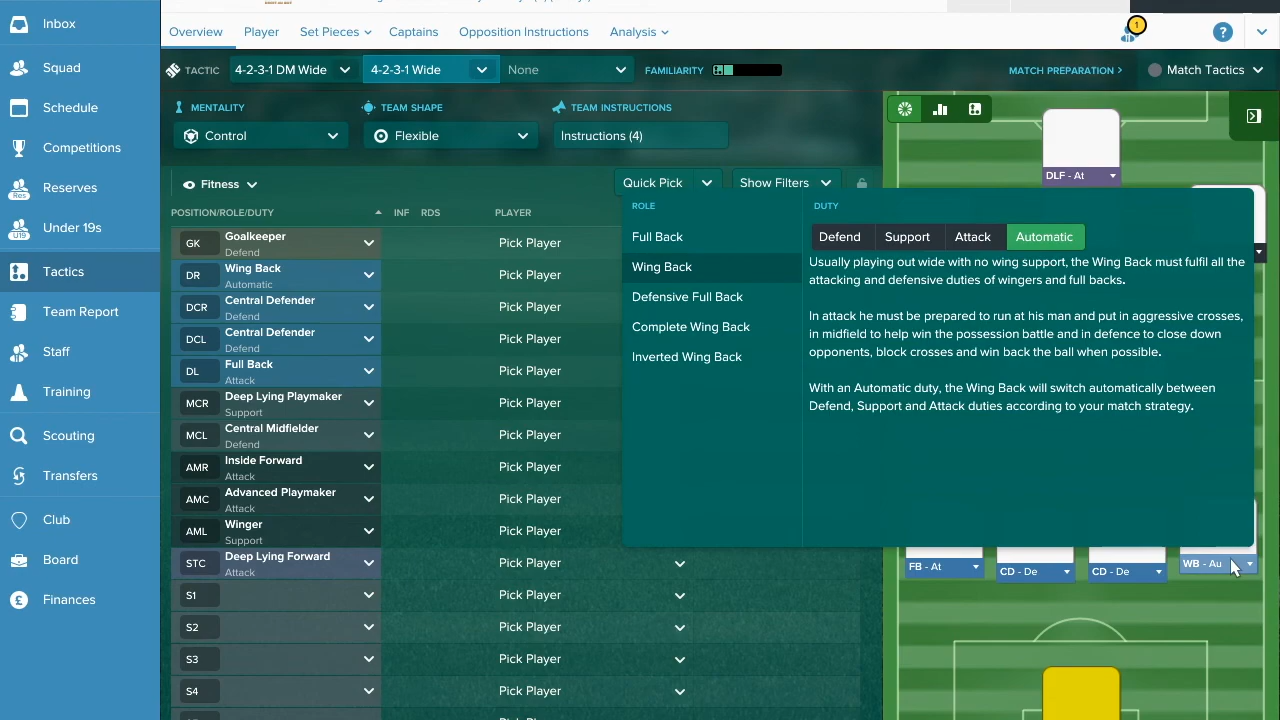 Inbox
Squad
Schedule
Competitions
Res
Reserves
U19
Under 19s
Tactics
Team Report
Staff
Training
Scouting
Transfers
Club
Board
£
Finances
Overview
Player
Set Pieces
Captains
Opposition Instructions
Analysis
1
?
TACTIC
4-2-3-1 DM Wide
4-2-3-1 Wide
None
FAMILIARITY
MATCH PREPARATION >
Match Tactics
MENTALITY
TEAM SHAPE
TEAM INSTRUCTIONS
Control
Flexible
Instructions (4)
Fitness
Quick Pick
Show Filters
POSITION/ROLE/DUTY
INF
RDS
PLAYER
GK
Goalkeeper
Defend
Pick Player
DR
Wing Back
Automatic
Pick Player
DCR
Central Defender
Defend
Pick Player
DCL
Central Defender
Defend
Pick Player
DL
Full Back
Attack
Pick Player
MCR
Deep Lying Playmaker
Support
Pick Player
MCL
Central Midfielder
Defend
Pick Player
AMR
Inside Forward
Attack
Pick Player
AMC
Advanced Playmaker
Attack
Pick Player
AML
Winger
Support
Pick Player
STC
Deep Lying Forward
Attack
Pick Player
S1
Pick Player
S2
Pick Player
S3
Pick Player
S4
Pick Player
ROLE
Full Back
Wing Back
Defensive Full Back
Complete Wing Back
Inverted Wing Back
DUTY
Defend
Support
Attack
Automatic
Usually playing out wide with no wing support, the Wing Back must fulfil all the
attacking and defensive duties of wingers and full backs.
In attack he must be prepared to run at his man and put in aggressive crosses,
in midfield to help win the possession battle and in defence to close down
opponents, block crosses and win back the ball when possible.
With an Automatic duty, the Wing Back will switch automatically between
Defend, Support and Attack duties according to your match strategy.
DLF - At
FB - At
CD - De
CD - De
WB - Au